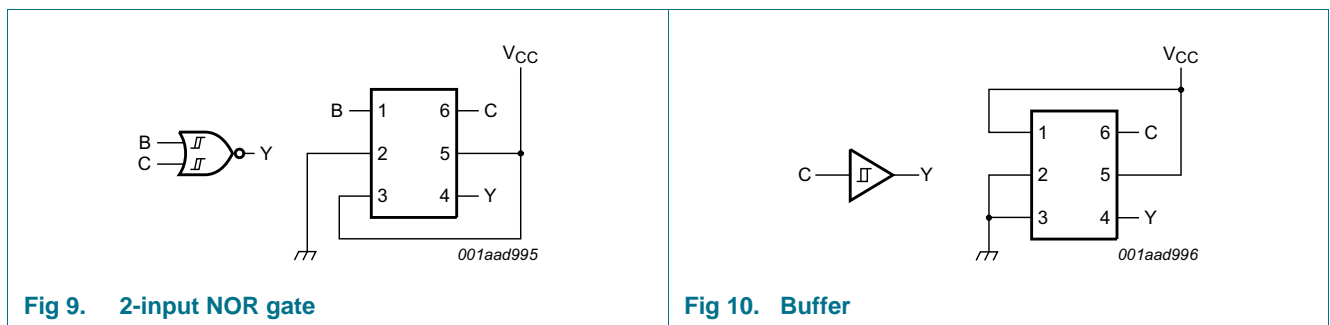 VCC
B 1 6 C
B
C
Y
2 5
3 4 Y
001aad995
Fig 9. 2-input NOR gate
VCC
1 6 C
C
Y
2 5
3 4 Y
001aad996
Fig 10. Buffer